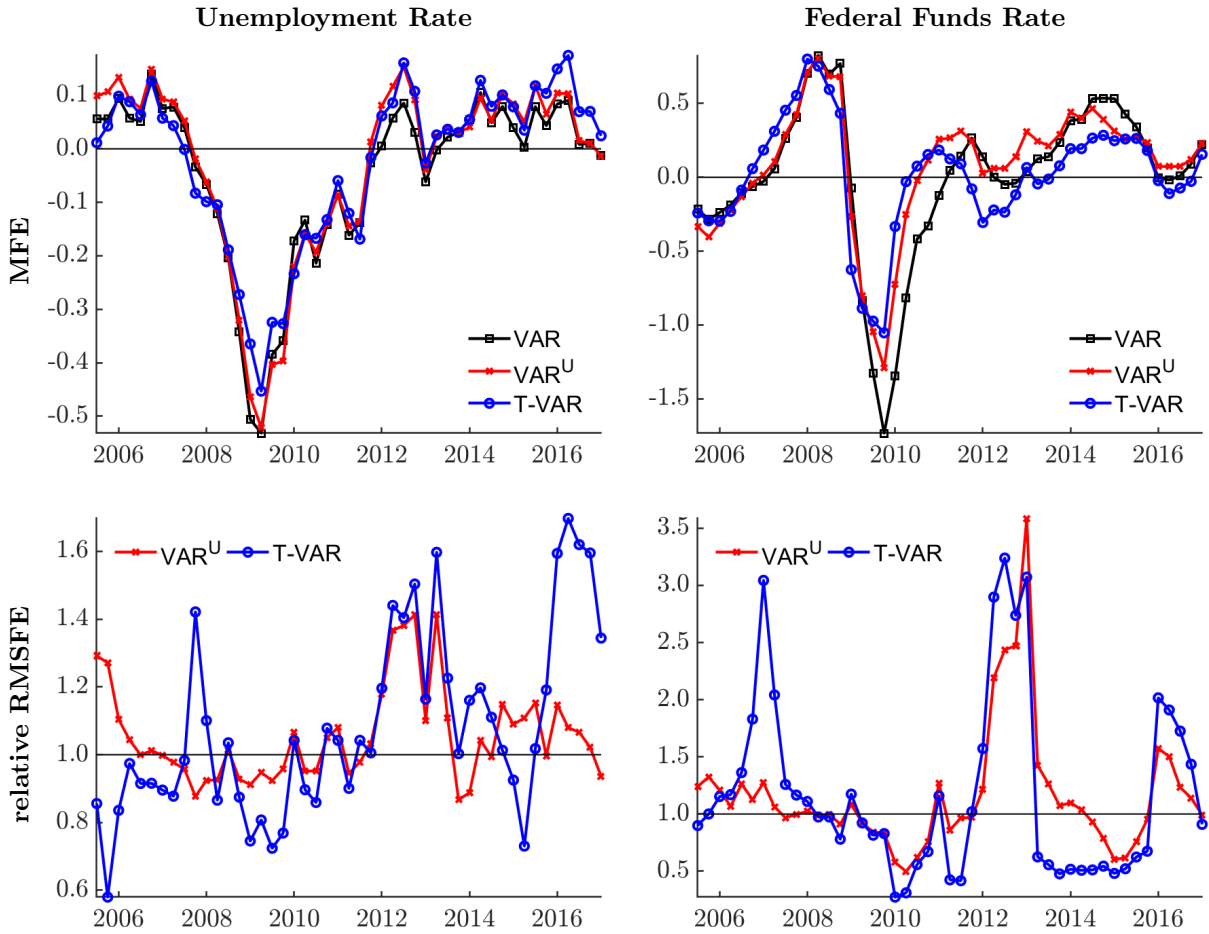 Unemployment Rate
Federal Funds Rate
MFE
0.1
0.0
-0.1
-0.2
-0.3
-0.4
-0.5
VAR
VAR^U
T-VAR
2006 2008 2010 2012 2014 2016
0.5
0.0
-0.5
-1.0
-1.5
VAR
VAR^U
T-VAR
2006 2008 2010 2012 2014 2016
relative RMSFE
VAR^U T-VAR
1.6
1.4
1.2
1.0
0.8
0.6
2006 2008 2010 2012 2014 2016
3.5
VAR^U T-VAR
3.0
2.5
2.0
1.5
1.0
0.5
2006 2008 2010 2012 2014 2016